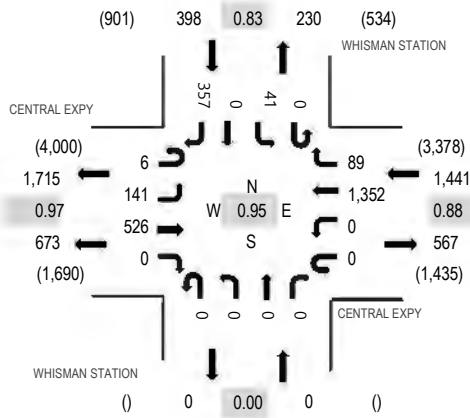 (901) 398 0.83 230 (534)
WHISMAN STATION
357 0 41 0
CENTRAL EXPY
(4,000) 6 89 (3,378)
1,715 141 N 1,352 1,441
0.97 W 0.95 E 0.88
673 526 S 0 567
(1,690) 0 0 (1,435)
0 0 0 0
CENTRAL EXPY
WHISMAN STATION
() 0 0.00 0 ()